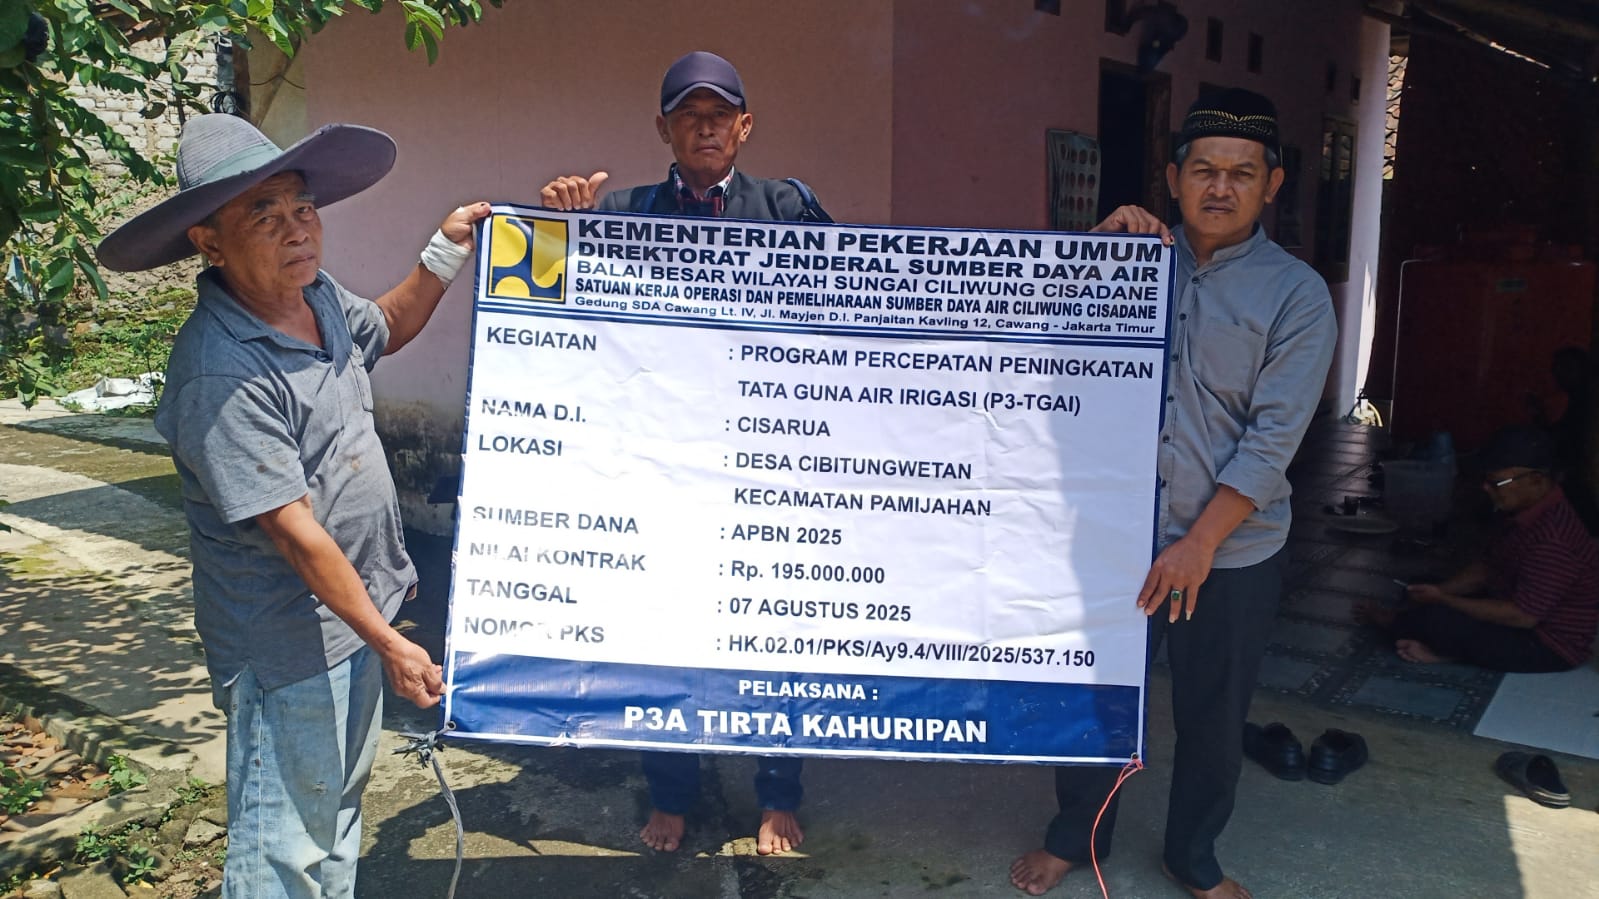 KEMENTERIAN PEKERJAAN UMUM
DIREKTORAT JENDERAL SUMBER DAYA AIR
BALAI BESAR WILAYAH SUNGAI CILIWUNG CISADANE
SATUAN KERJA OPERASI DAN PEMELIHARAAN SUMBER DAYA AIR CILIWUNG CISADANE
Gedung SDA Cawang Lt. IV, Jl. Mayjen D.I. Panjaitan Kavling 12, Cawang - Jakarta Timur
KEGIATAN : PROGRAM PERCEPATAN PENINGKATAN
TATA GUNA AIR IRIGASI (P3-TGAI)
NAMA D.I. : CISARUA
LOKASI : DESA CIBITUNGWETAN
KECAMATAN PAMIJAHAN
SUMBER DANA : APBN 2025
NILAI KONTRAK : Rp. 195.000.000
TANGGAL : 07 AGUSTUS 2025
NOMOR PKS : HK.02.01/PKS/Ay9.4/VIII/2025/537.150
PELAKSANA :
P3A TIRTA KAHURIPAN